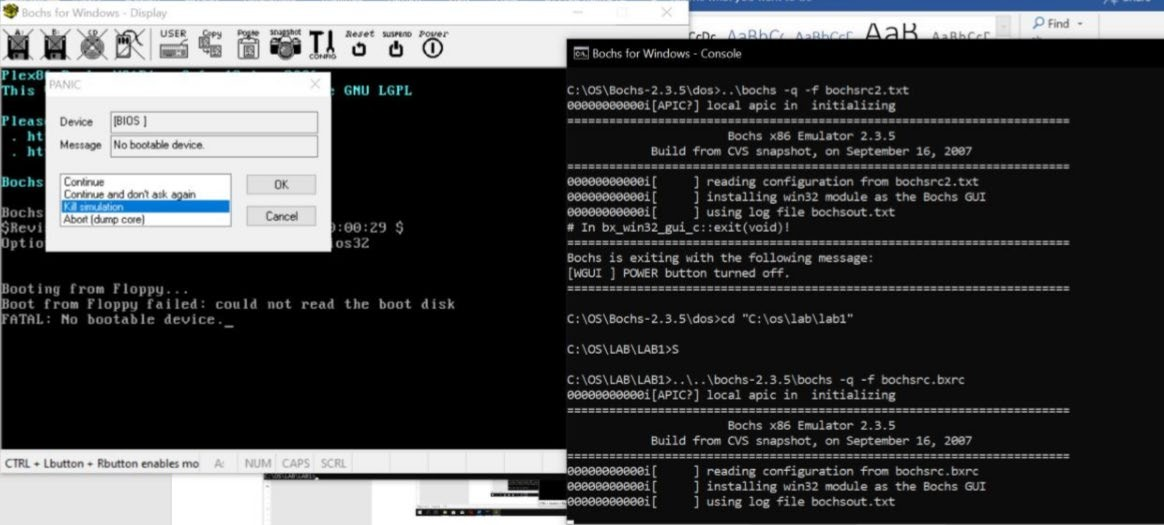 Bochs for Windows - Display
USER
Copy
Paste
snapshot
CONFIG
Reset
SUSPEND
Power
Plex8
This
e GNU LGPL
Pleas
. ht
. ht
Bochs
Bochs
$Revi
0:00:29 $
Optio
ios32
Booting from Floppy...
Boot from Floppy failed: could not read the boot disk
FATAL: No bootable device._
PANIC
Device
[BIOS ]
Message
No bootable device.
Continue
Continue and don't ask again
Kill simulation
Abort (dump core)
OK
Cancel
CTRL + Lbutton + Rbutton enables mo
A:
NUM
CAPS
SCRL
AaB
Find
Bochs for Windows - Console
C:\OS\Bochs-2.3.5\dos>..\bochs -q -f bochsrc2.txt
00000000000i[APIC?] local apic in  initializing
========================================================================
Bochs x86 Emulator 2.3.5
Build from CVS snapshot, on September 16, 2007
========================================================================
00000000000i[     ] reading configuration from bochsrc2.txt
00000000000i[     ] installing win32 module as the Bochs GUI
00000000000i[     ] using log file bochsout.txt
# In bx_win32_gui_c::exit(void)!
========================================================================
Bochs is exiting with the following message:
[WGUI ] POWER button turned off.
========================================================================
C:\OS\Bochs-2.3.5\dos>cd "C:\os\lab\lab1"
C:\OS\LAB\LAB1>S
C:\OS\LAB\LAB1>..\..\bochs-2.3.5\bochs -q -f bochsrc.bxrc
00000000000i[APIC?] local apic in  initializing
========================================================================
Bochs x86 Emulator 2.3.5
Build from CVS snapshot, on September 16, 2007
========================================================================
00000000000i[     ] reading configuration from bochsrc.bxrc
00000000000i[     ] installing win32 module as the Bochs GUI
00000000000i[     ] using log file bochsout.txt